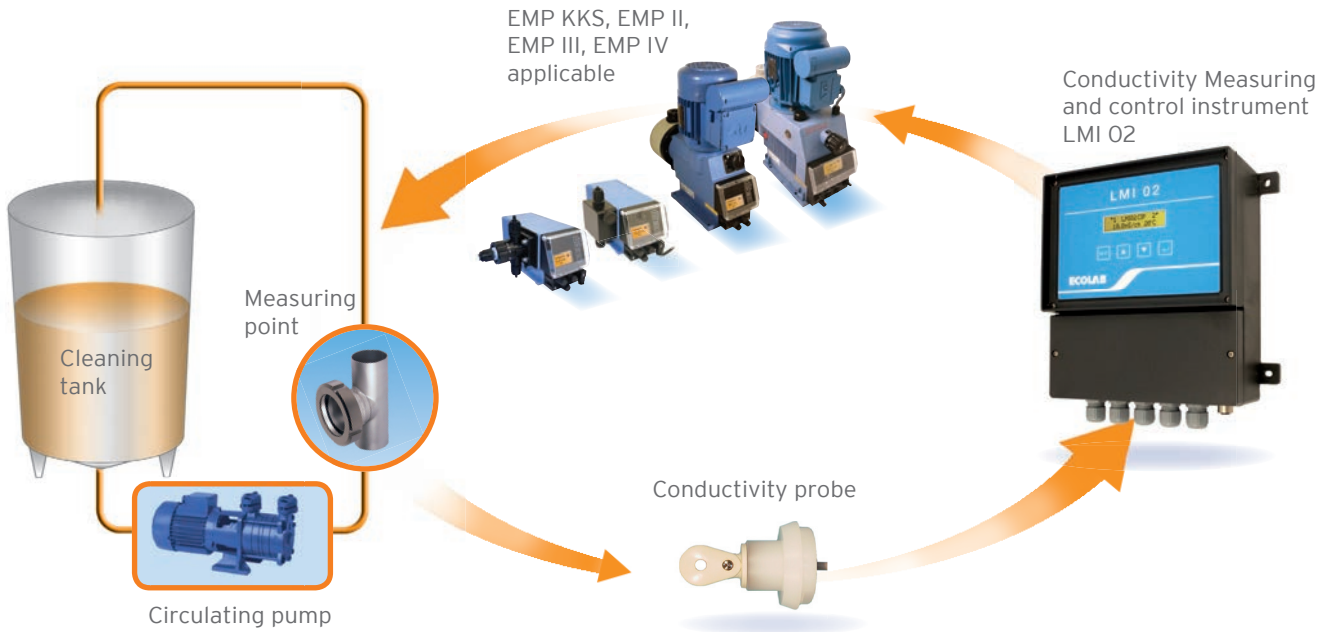 EMP KKS, EMP II,
EMP III, EMP IV
applicable
Conductivity Measuring
and control instrument
LMI 02
LMI 02
ECOLAB
Measuring
point
Cleaning
tank
Conductivity probe
Circulating pump